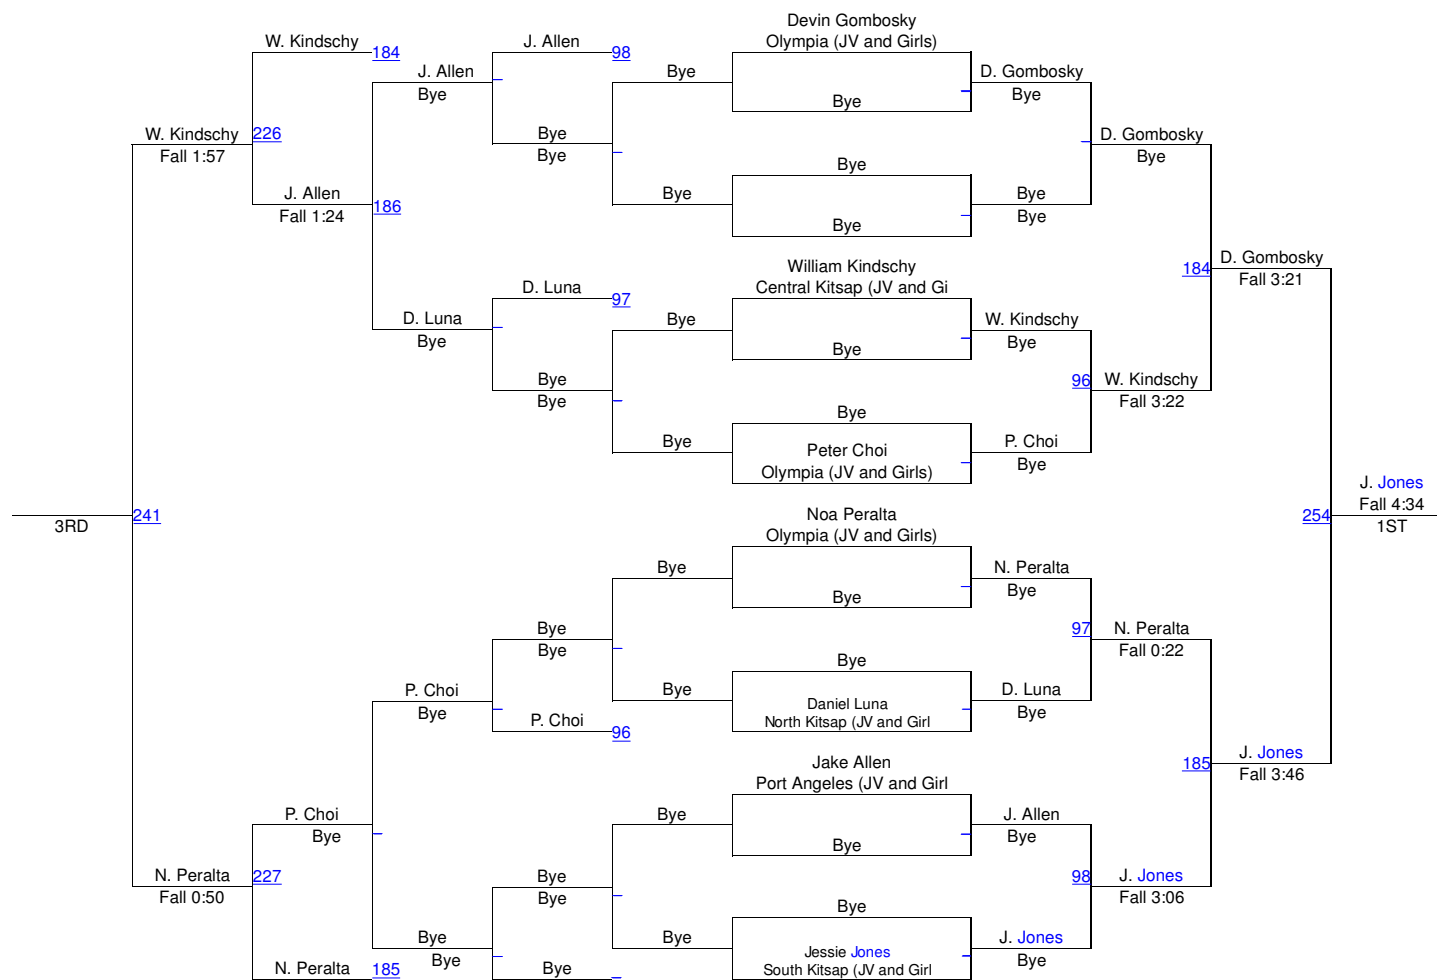 Devin Gombosky
W. Kindschy
184
J. Allen
98
Olympia (JV and Girls)
J. Allen
Bye
D. Gombosky
Bye
Bye
Bye
W. Kindschy
226
Bye
D. Gombosky
Fall 1:57
Bye
Bye
Bye
J. Allen
Bye
Bye
Fall 1:24
186
Bye
Bye
William Kindschy
184
D. Gombosky
D. Luna
97
Central Kitsap (JV and Gi
Fall 3:21
D. Luna
Bye
W. Kindschy
Bye
Bye
Bye
Bye
96
W. Kindschy
Bye
Fall 3:22
Bye
Bye
Peter Choi
P. Choi
Olympia (JV and Girls)
Bye
J. Jones
Fall 4:34
241
Noa Peralta
254
3RD
1ST
Olympia (JV and Girls)
Bye
N. Peralta
Bye
Bye
Bye
97
N. Peralta
Bye
Fall 0:22
Bye
P. Choi
Bye
D. Luna
Bye
Daniel Luna
Bye
P. Choi
96
North Kitsap (JV and Girl
J. Jones
Jake Allen
185
Fall 3:46
Port Angeles (JV and Girl
P. Choi
Bye
J. Allen
Bye
Bye
Bye
N. Peralta
227
Bye
98
J. Jones
Fall 0:50
Bye
Fall 3:06
Bye
Bye
Bye
J. Jones
Bye
Jessie Jones
Bye
N. Peralta
185
Bye
South Kitsap (JV and Girl